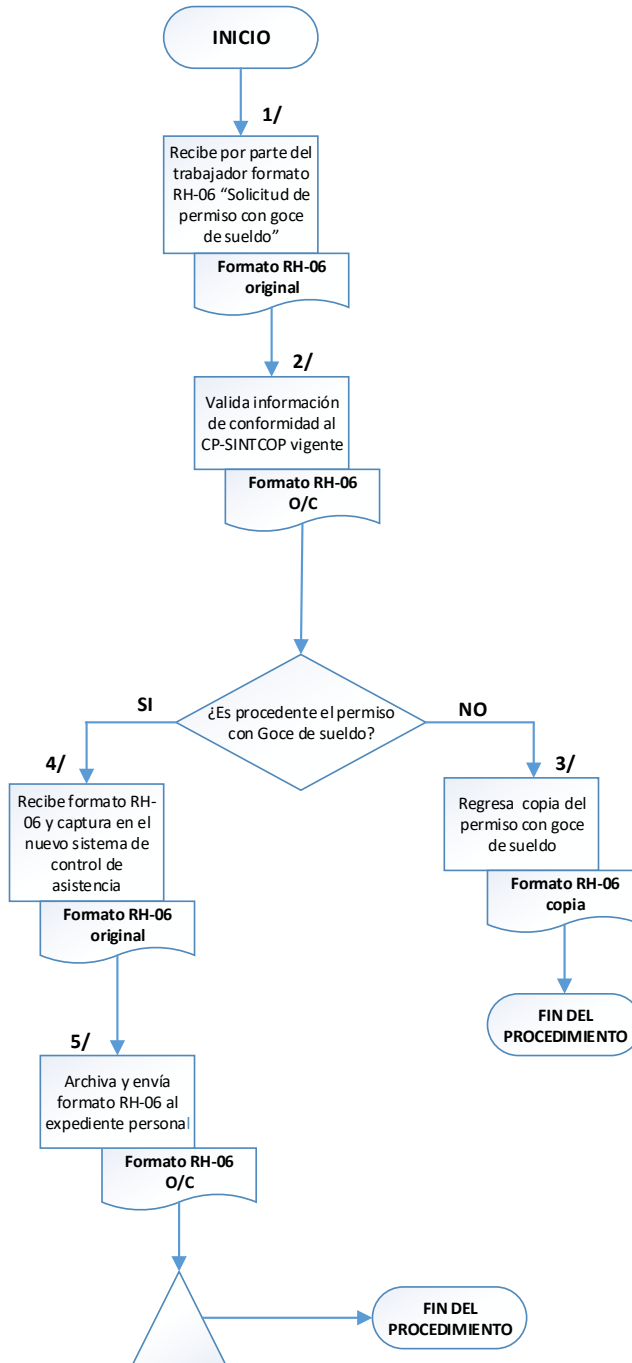 INICIO
1/
Recibe por parte del
trabajador formato
RH-06 “Solicitud de
permiso con goce
de sueldo”
Formato RH-06
original
2/
Valida información
de conformidad al
CP-SINTCOP vigente
Formato RH-06
O/C
¿Es procedente el permiso
con Goce de sueldo?
SI
NO
4/
Recibe formato RH-
06 y captura en el
nuevo sistema de
control de
asistencia
Formato RH-06
original
3/
Regresa copia del
permiso con goce
de sueldo
Formato RH-06
copia
FIN DEL
PROCEDIMIENTO
5/
Archiva y envía
formato RH-06 al
expediente personal
Formato RH-06
O/C
FIN DEL
PROCEDIMIENTO